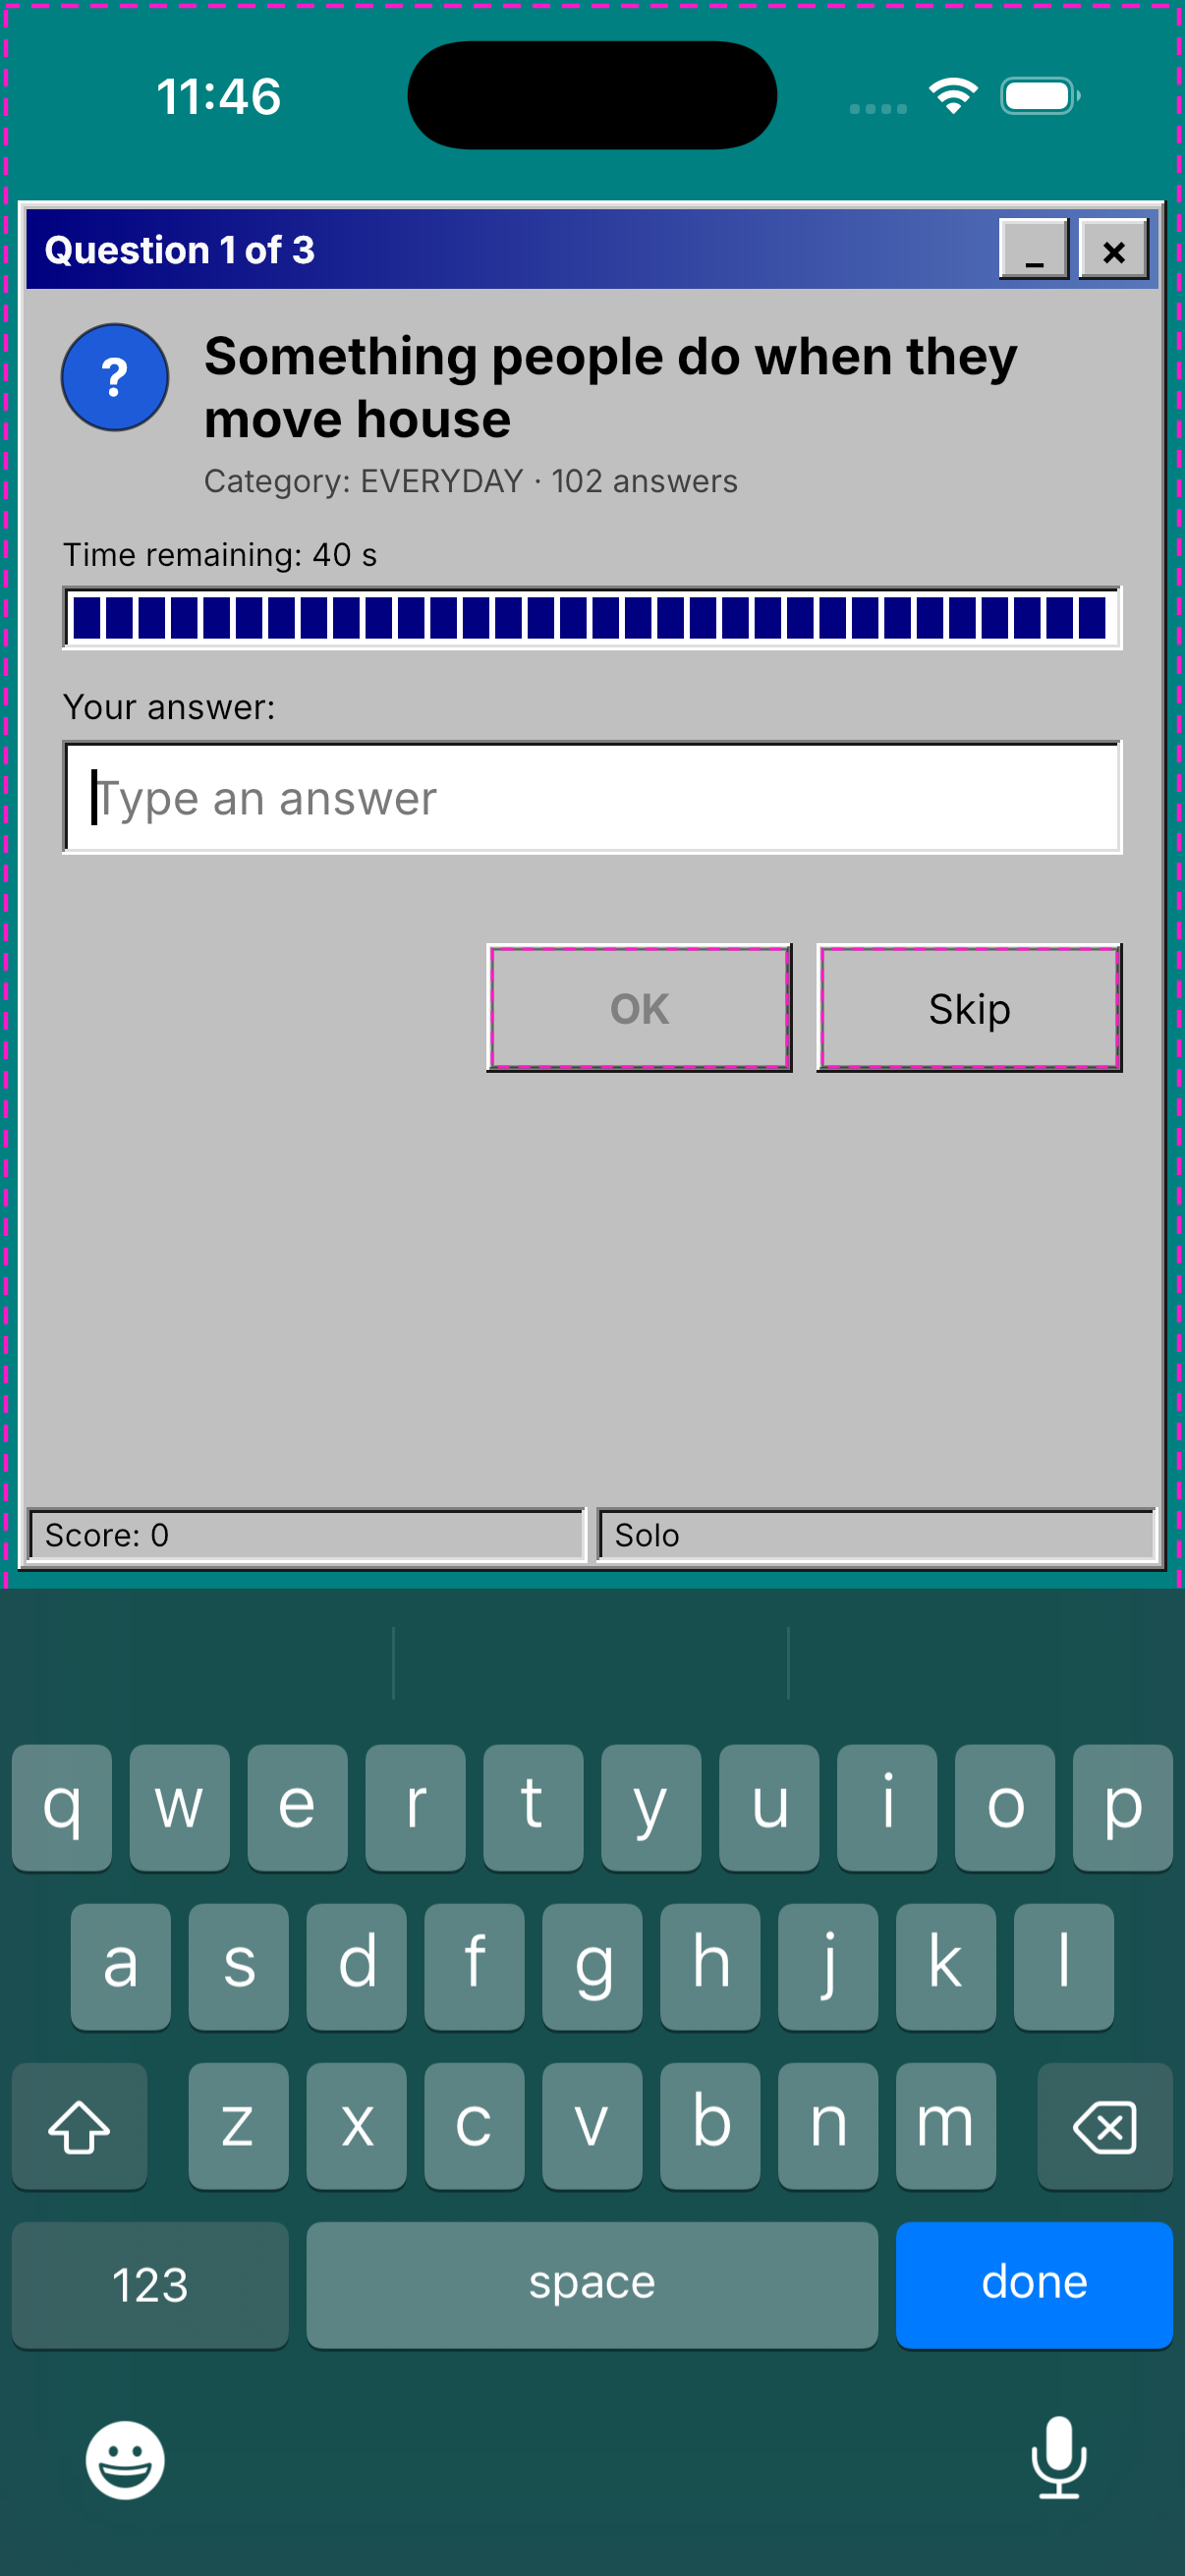 11:46
Question 1 of 3
_ ×
?
Something people do when they
move house
Category: EVERYDAY · 102 answers
Time remaining: 40 s
Your answer:
Type an answer
OK Skip
Score: 0 Solo
q w e r t y u i o p
a s d f g h j k l
z x c v b n m
123 space done